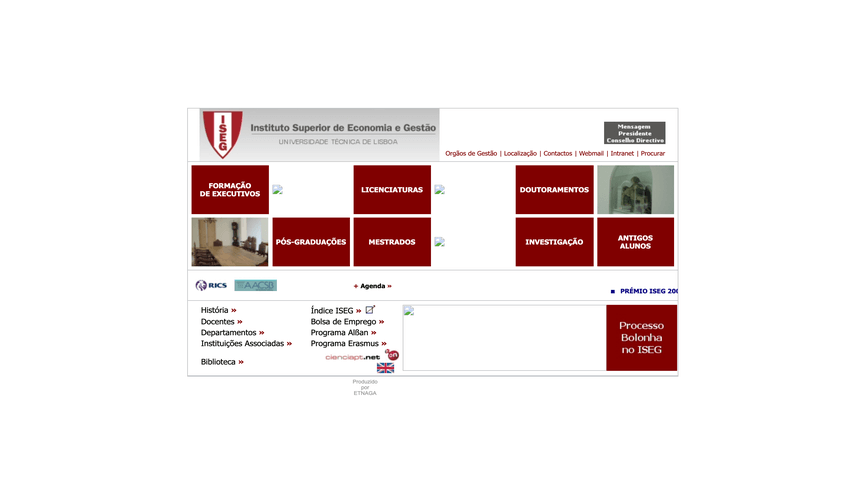 ISEG
Instituto Superior de Economia e Gestão
UNIVERSIDADE TÉCNICA DE LISBOA
Mensagem
Presidente
Conselho Directivo
Orgãos de Gestão | Localização | Contactos | Webmail | Intranet | Procurar
FORMAÇÃO
DE EXECUTIVOS
LICENCIATURAS
DOUTORAMENTOS
PÓS-GRADUAÇÕES
MESTRADOS
INVESTIGAÇÃO
ANTIGOS
ALUNOS
RICS
AACSB
Agenda »
PRÉMIO ISEG 200
História »
Docentes »
Departamentos »
Instituições Associadas »
Biblioteca »
Índice ISEG »
Bolsa de Emprego »
Programa Alßan »
Programa Erasmus »
cienciapt.net
Processo
Bolonha
no ISEG
Produzido
por
ETNAGA